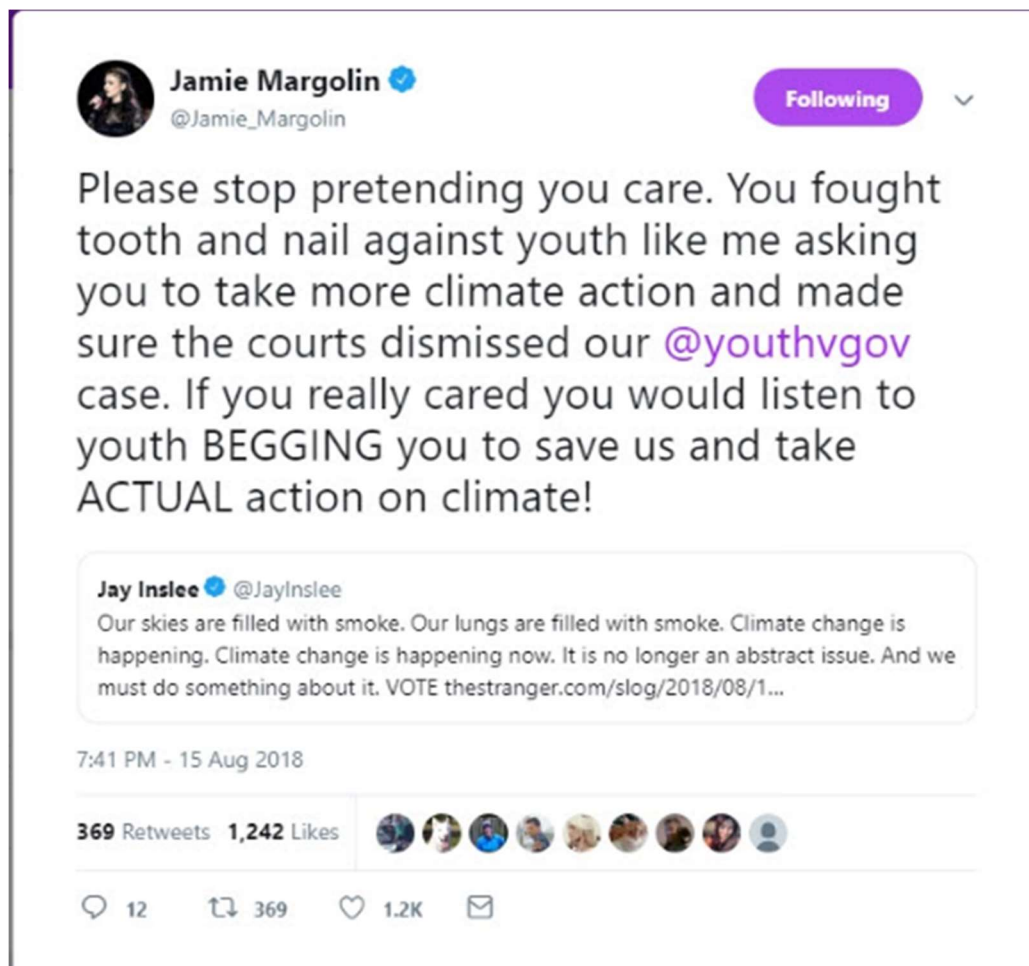 Jamie Margolin
@Jamie_Margolin
Following
Please stop pretending you care. You fought
tooth and nail against youth like me asking
you to take more climate action and made
sure the courts dismissed our @youthvgov
case. If you really cared you would listen to
youth BEGGING you to save us and take
ACTUAL action on climate!
Jay Inslee @JayInslee
Our skies are filled with smoke. Our lungs are filled with smoke. Climate change is
happening. Climate change is happening now. It is no longer an abstract issue. And we
must do something about it. VOTE thestranger.com/slog/2018/08/1...
7:41 PM - 15 Aug 2018
369 Retweets 1,242 Likes
12 369 1.2K